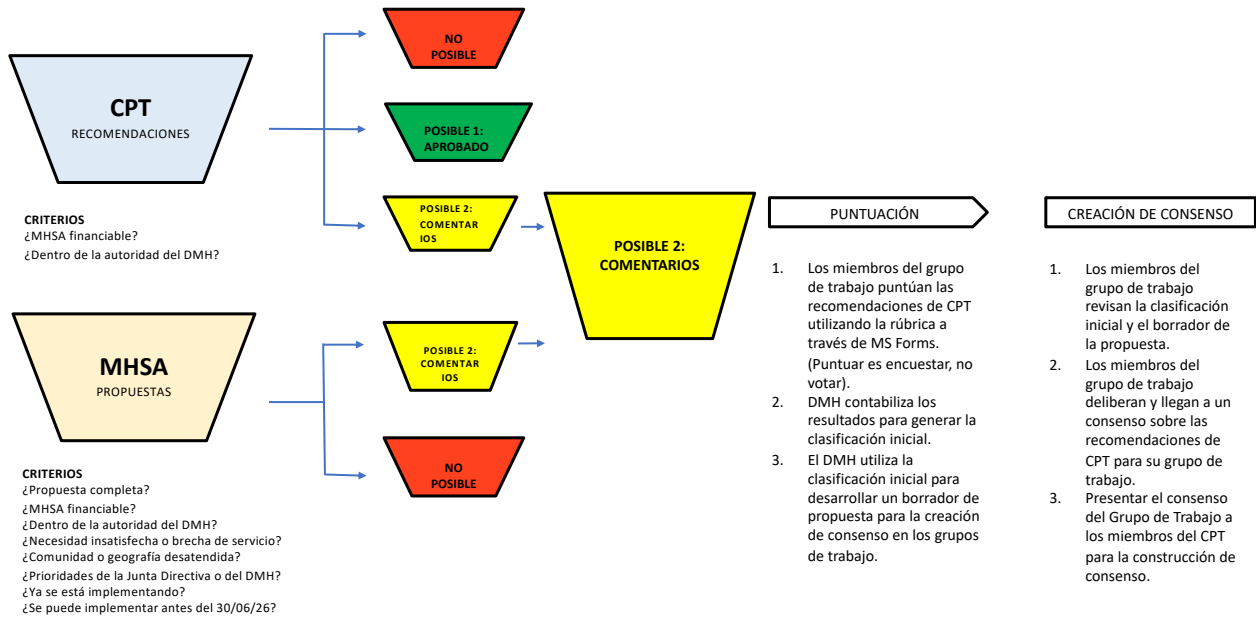 CPT
RECOMENDACIONES
CRITERIOS
¿MHSA financiable?
¿Dentro de la autoridad del DMH?
MHSA
PROPUESTAS
CRITERIOS
¿Propuesta completa?
¿MHSA financiable?
¿Dentro de la autoridad del DMH?
¿Necesidad insatisfecha o brecha de servicio?
¿Comunidad o geografía desatendida?
¿Prioridades de la Junta Directiva o del DMH?
¿Ya se está implementando?
¿Se puede implementar antes del 30/06/26?
NO
POSIBLE
POSIBLE 1:
APROBADO
POSIBLE 2:
COMENTAR
IOS
POSIBLE 2:
COMENTAR
IOS
NO
POSIBLE
POSIBLE 2:
COMENTARIOS
PUNTUACIÓN
1. Los miembros del grupo
de trabajo puntúan las
recomendaciones de CPT
utilizando la rúbrica a
través de MS Forms.
(Puntuar es encuestar, no
votar).
2. DMH contabiliza los
resultados para generar la
clasificación inicial.
3. El DMH utiliza la
clasificación inicial para
desarrollar un borrador de
propuesta para la creación
de consenso en los grupos
de trabajo.
CREACIÓN DE CONSENSO
1. Los miembros del
grupo de trabajo
revisan la clasificación
inicial y el borrador de
la propuesta.
2. Los miembros del
grupo de trabajo
deliberan y llegan a un
consenso sobre las
recomendaciones de
CPT para su grupo de
trabajo.
3. Presentar el consenso
del Grupo de Trabajo a
los miembros del CPT
para la construcción de
consenso.